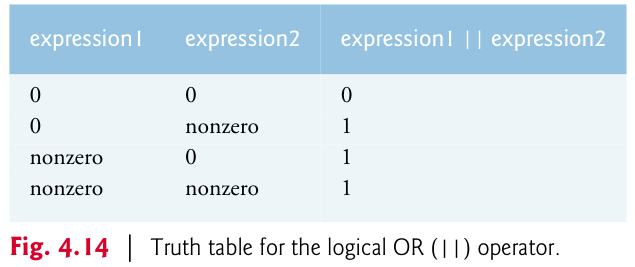 expression1 expression2 expression1 || expression2
0 0 0
0 nonzero 1
nonzero 0 1
nonzero nonzero 1
Fig. 4.14 | Truth table for the logical OR (||) operator.